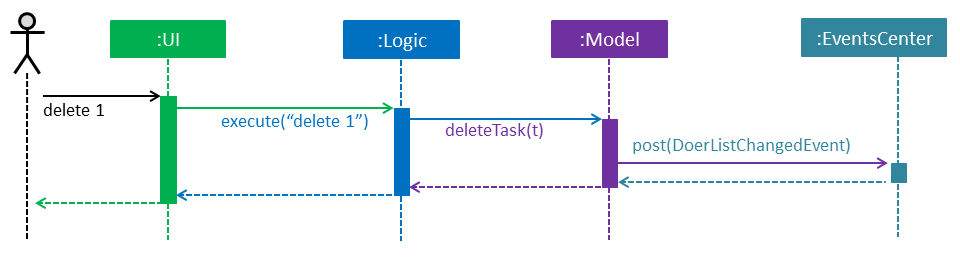 :UI
:Logic
:Model
:EventsCenter
delete 1
execute(“delete 1”)
deleteTask(t)
post(DoerListChangedEvent)